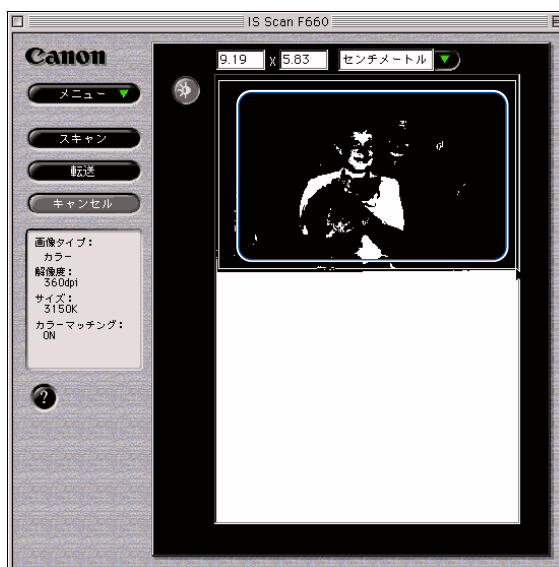 IS Scan F660
Canon
9.19 x 5.83 センチメートル
メニュー
スキャン
転送
キャンセル
画像タイプ:
カラー
解像度:
360dpi
サイズ:
3150K
カラーマッチング:
ON
?